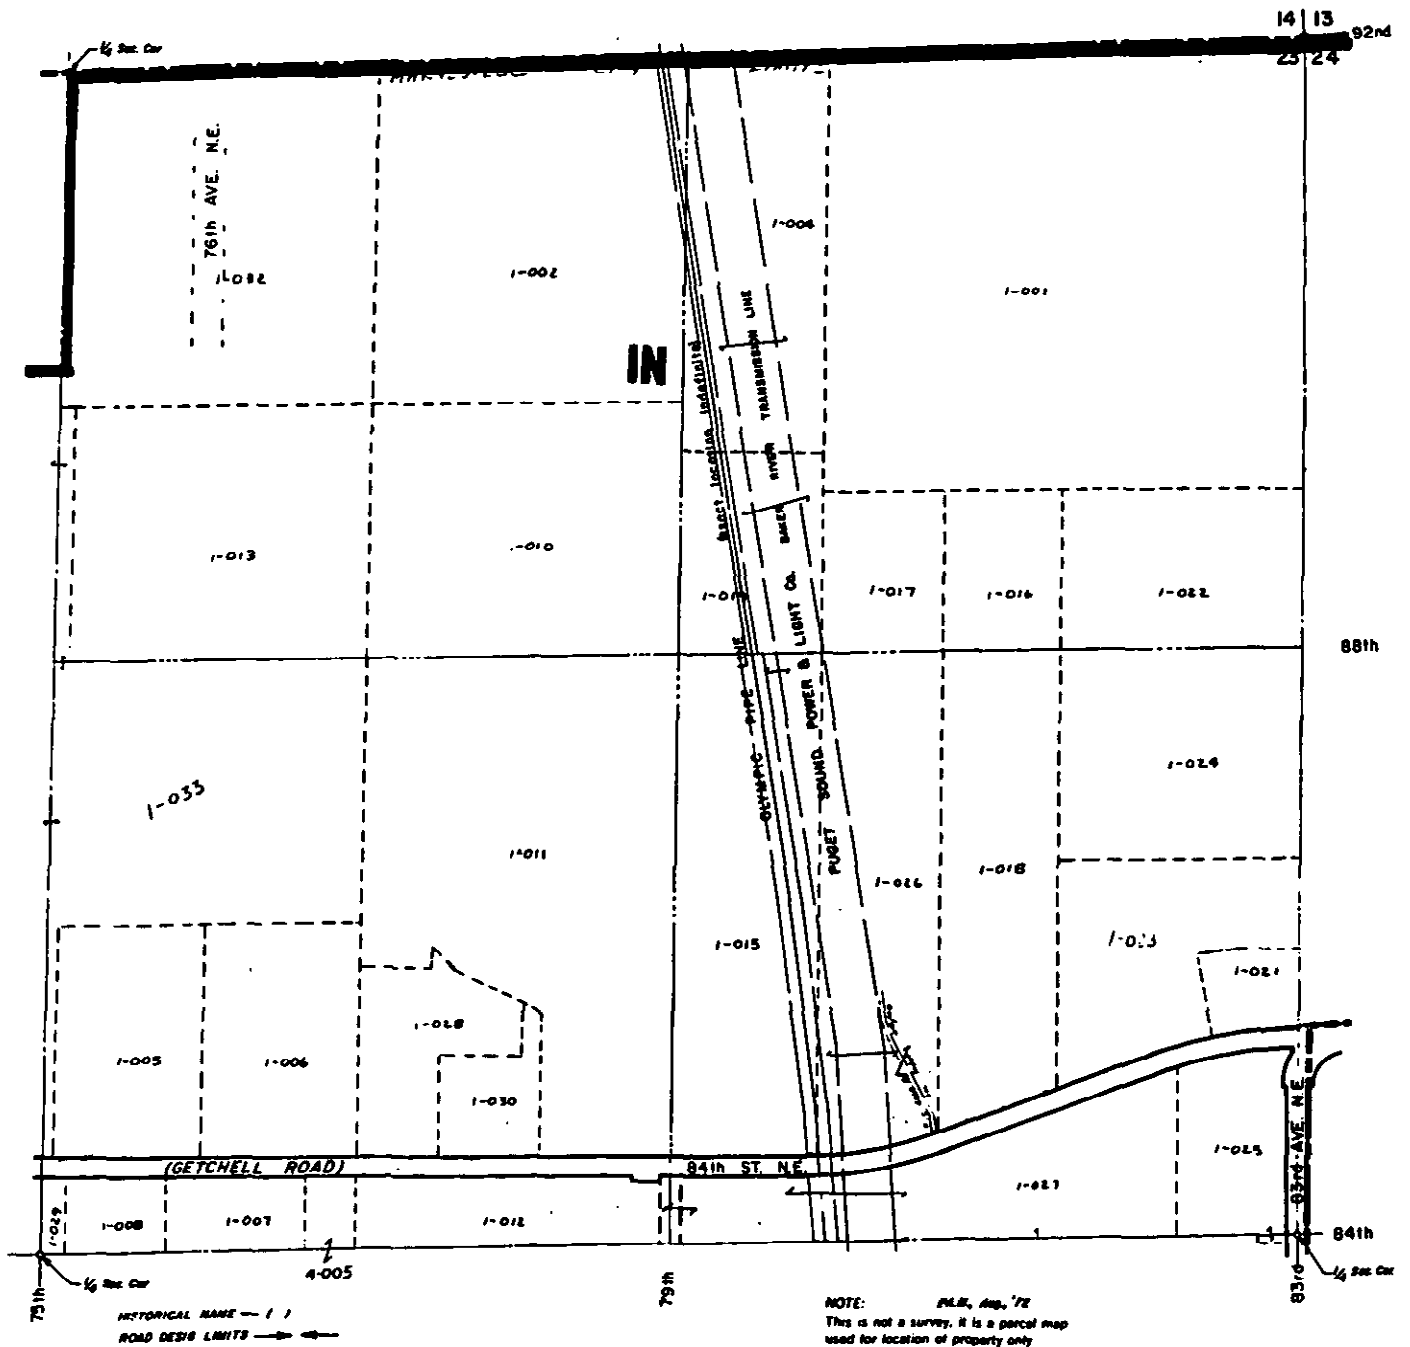 14 13
92nd
23 24
1/4 Sec. Cor
76th AVE. N.E.
1-004
1-032
1-002
1-001
IN
Exact location indefinite
PUGET SOUND POWER & LIGHT Co. BAKER RIVER TRANSMISSION LINE
1-013
1-010
1-017
1-016
1-022
88th
OLYMPIC PIPE LINE
1-024
1-033
1-011
1-026
1-018
1-015
1-021
1-028
1-005
1-006
1-030
(GETCHELL ROAD)
84th ST. N.E.
83rd AVE. N.E.
1-025
1-027
1-029
1-008
1-007
1-012
84th
4-005
1/4 Sec. Cor
1/4 Sec. Cor
75th
79th
83rd
HISTORICAL NAME — ( )
ROAD DESIG LIMITS
NOTE: Aug., '72
This is not a survey, it is a parcel map
used for location of property only